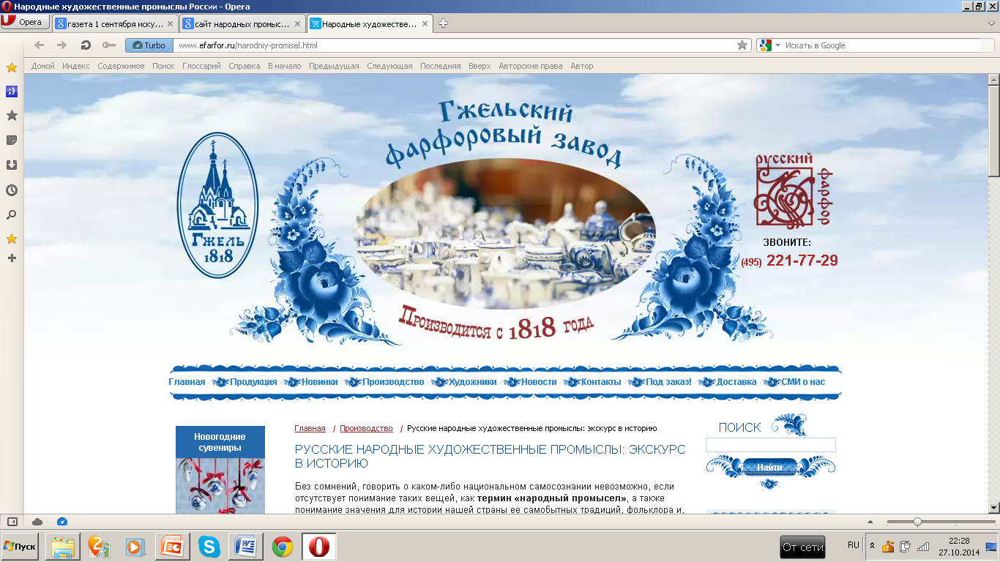 Народные художественные промыслы России - Opera
Opera
газета 1 сентября иску...
сайт народных промыс...
Народные художестве...
Turbo
www.efarfor.ru/narodniy-promisel.html
Искать в Google
Домой Индекс Содержимое Поиск Глоссарий Справка В начало Предыдущая Следующая Последняя Вверх Авторские права Автор
Гжельский
фарфоровый завод
Гжель
1818
русский
фарфор
ЗВОНИТЕ:
(495) 221-77-29
Производится с 1818 года
Главная Продукция Новинки Производство Художники Новости Контакты Под заказ! Доставка СМИ о нас
Новогодние
сувениры
Главная / Производство / Русские народные художественные промыслы: экскурс в историю
РУССКИЕ НАРОДНЫЕ ХУДОЖЕСТВЕННЫЕ ПРОМЫСЛЫ: ЭКСКУРС
В ИСТОРИЮ
Без сомнений, говорить о каком-либо национальном самосознании невозможно, если
отсутствует понимание таких вещей, как термин «народный промысел», а также
понимание значения для истории нашей страны ее самобытных традиций, фольклора и,
ПОИСК
Найти
Пуск
От сети
RU
22:28
27.10.2014